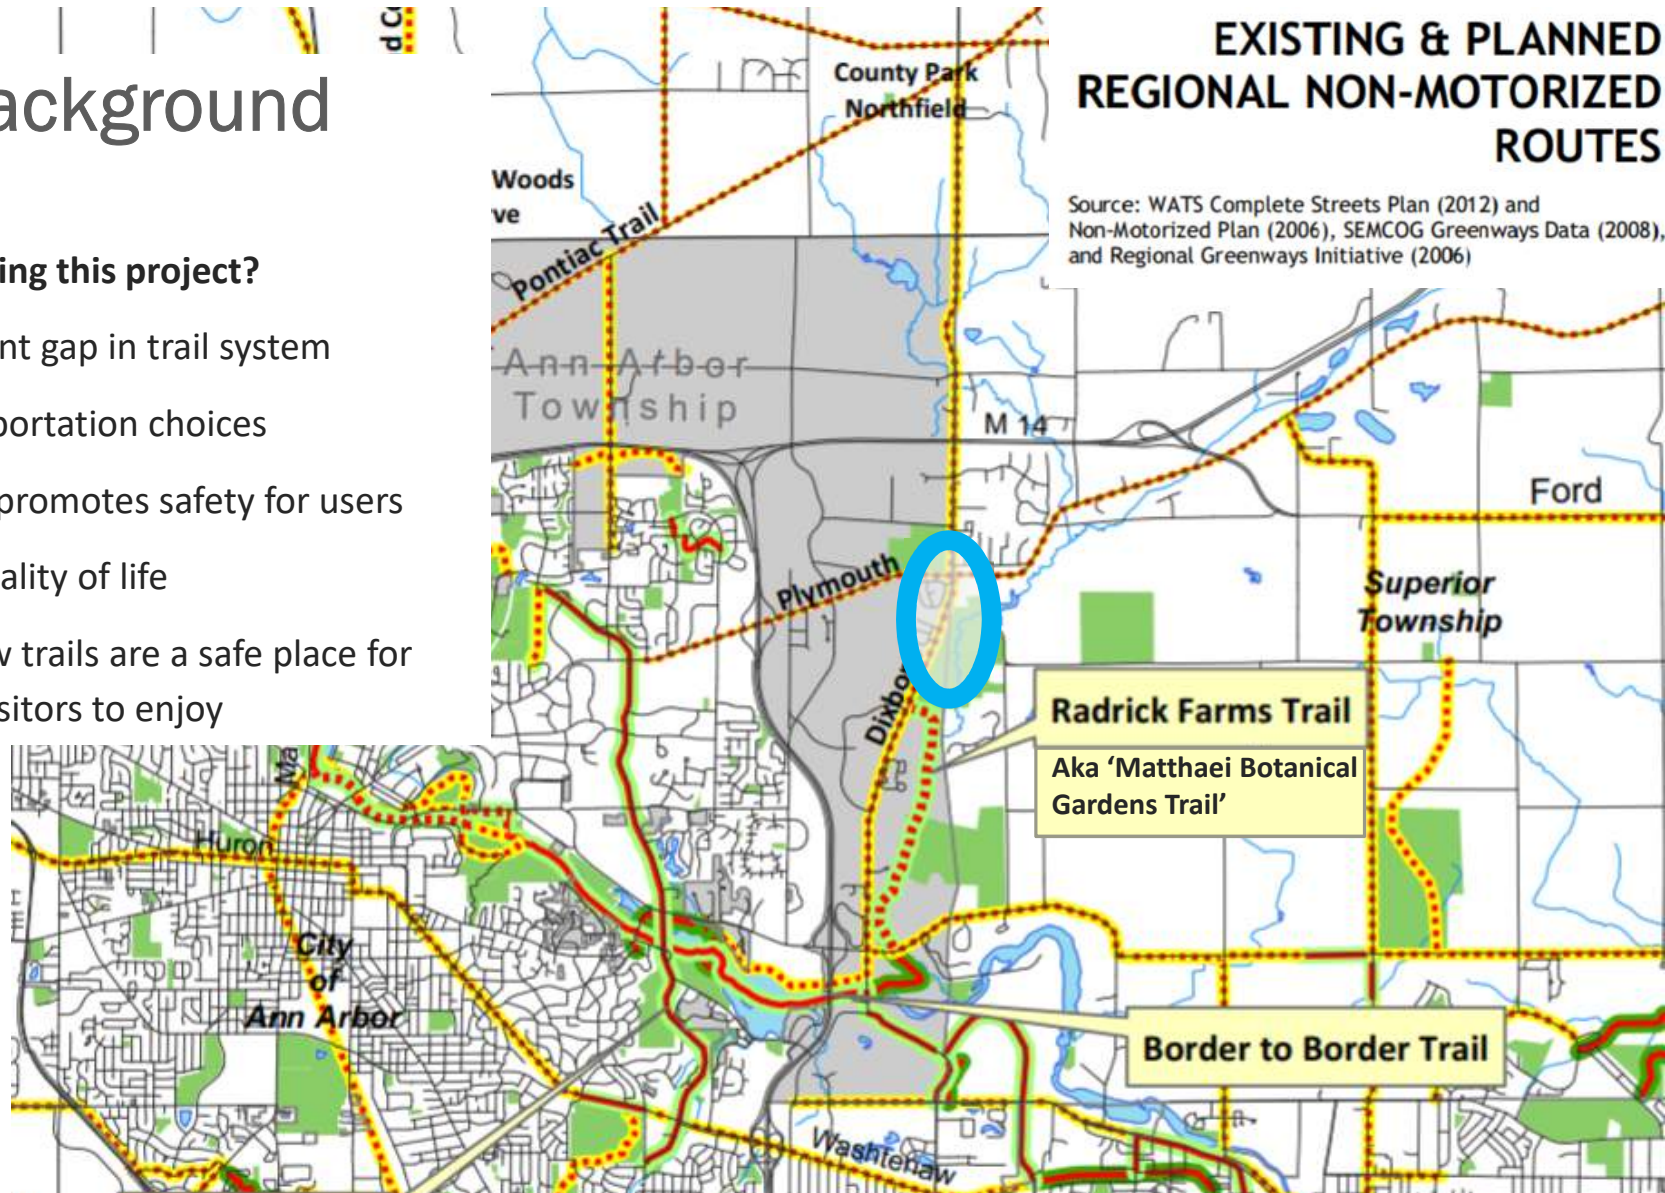 d C
ackground
ing this project?
nt gap in trail system
portation choices
promotes safety for users
ality of life
w trails are a safe place for
isitors to enjoy
EXISTING & PLANNED
REGIONAL NON-MOTORIZED
ROUTES
Source: WATS Complete Streets Plan (2012) and
Non-Motorized Plan (2006), SEMCOG Greenways Data (2008),
and Regional Greenways Initiative (2006)
County Park
Northfield
Woods
ve
Pontiac Trail
Ann Arbor
Township
M 14
Ford
Plymouth
Superior
Township
Dixbor
Radrick Farms Trail
Aka ‘Matthaei Botanical
Gardens Trail’
Ma
Huron
City
of
Ann Arbor
Border to Border Trail
Washtenaw